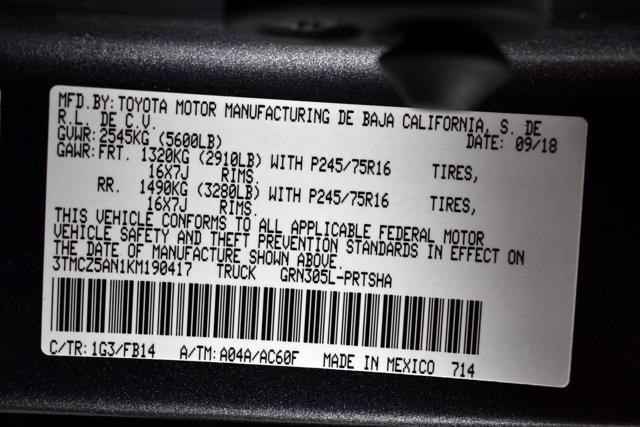 MFD.BY: TOYOTA MOTOR MANUFACTURING DE BAJA CALIFORNIA, S. DE
R.L. DE C.V. DATE: 09/18
GVWR: 2545KG (5600LB)
GAWR: FRT. 1320KG (2910LB) WITH P245/75R16 TIRES,
16X7J RIMS.
RR. 1490KG (3280LB) WITH P245/75R16 TIRES,
16X7J RIMS.
THIS VEHICLE CONFORMS TO ALL APPLICABLE FEDERAL MOTOR
VEHICLE SAFETY AND THEFT PREVENTION STANDARDS IN EFFECT ON
THE DATE OF MANUFACTURE SHOWN ABOVE.
3TMCZ5AN1KM190417 TRUCK GRN305L-PRTSHA
C/TR: 1G3/FB14 A/TM: A04A/AC60F MADE IN MEXICO 714